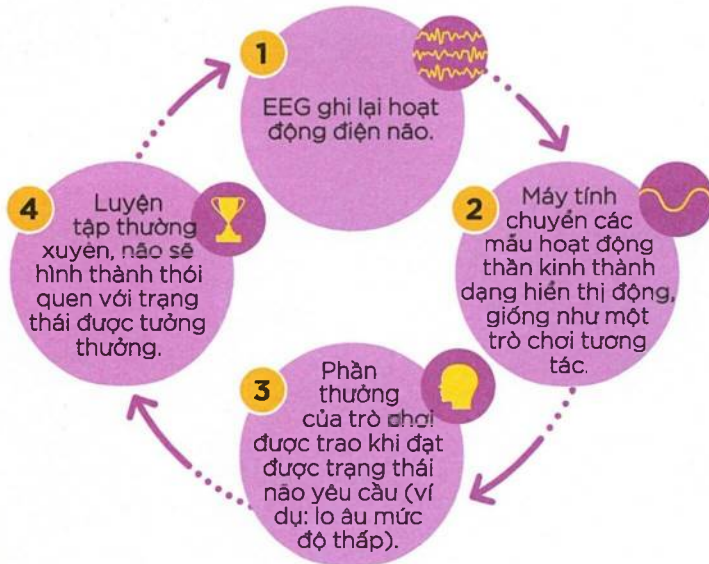 1
EEG ghi lại hoạt
động điện não.
2
Máy tính
chuyển các
mẫu hoạt động
thần kinh thành
dạng hiển thị động,
giống như một
trò chơi tương
tác.
3
Phần
thưởng
của trò chơi
được trao khi đạt
được trạng thái
não yêu cầu (ví
dụ: lo âu mức
độ thấp).
4
Luyện
tập thường
xuyên, não sẽ
hình thành thói
quen với trạng
thái được tưởng
thưởng.